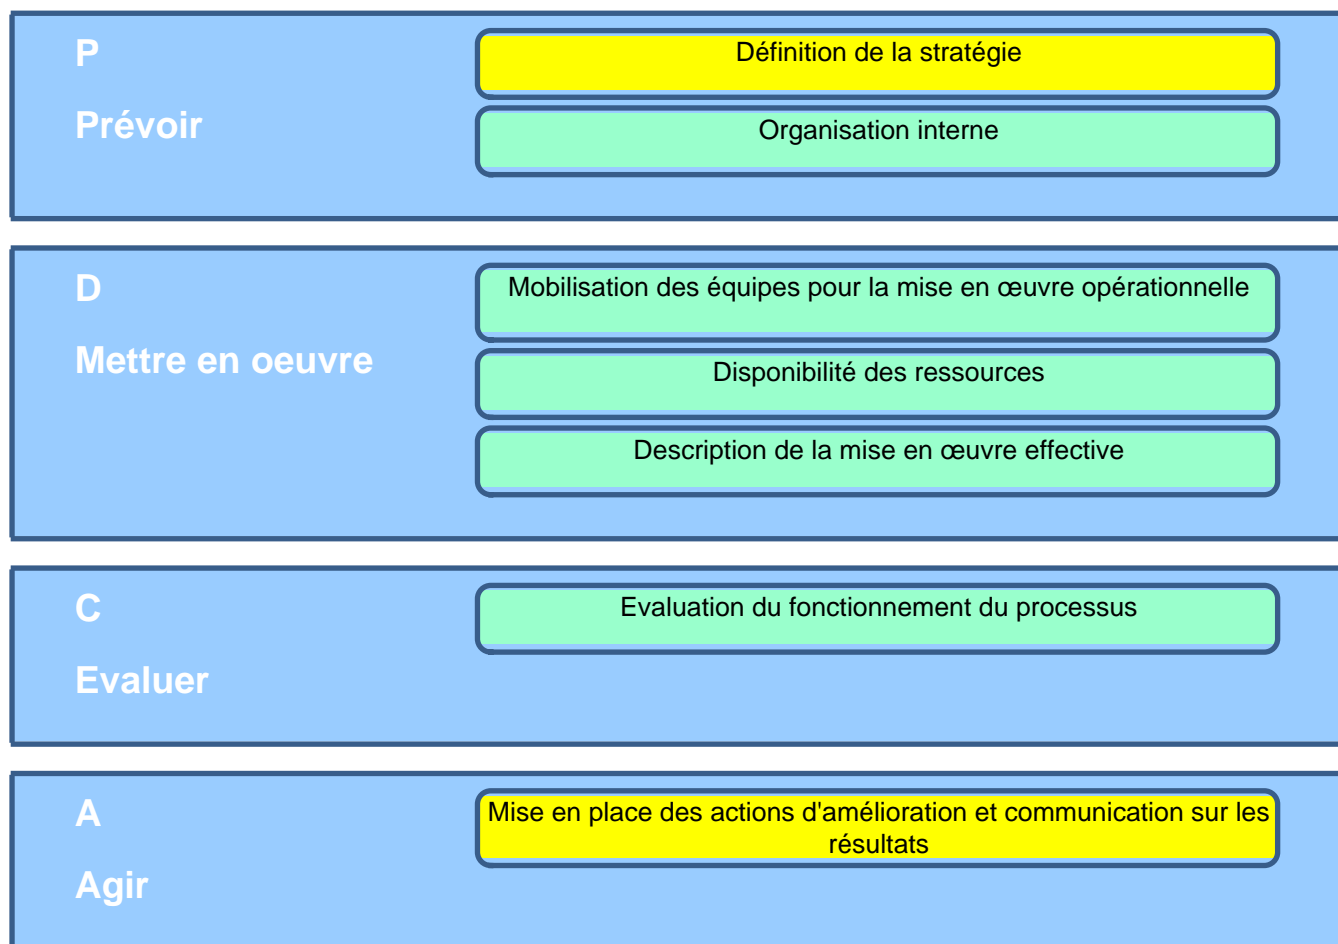 P
Prévoir
Définition de la stratégie
Organisation interne
D
Mettre en oeuvre
Mobilisation des équipes pour la mise en œuvre opérationnelle
Disponibilité des ressources
Description de la mise en œuvre effective
C
Evaluer
Evaluation du fonctionnement du processus
A
Agir
Mise en place des actions d'amélioration et communication sur les
résultats